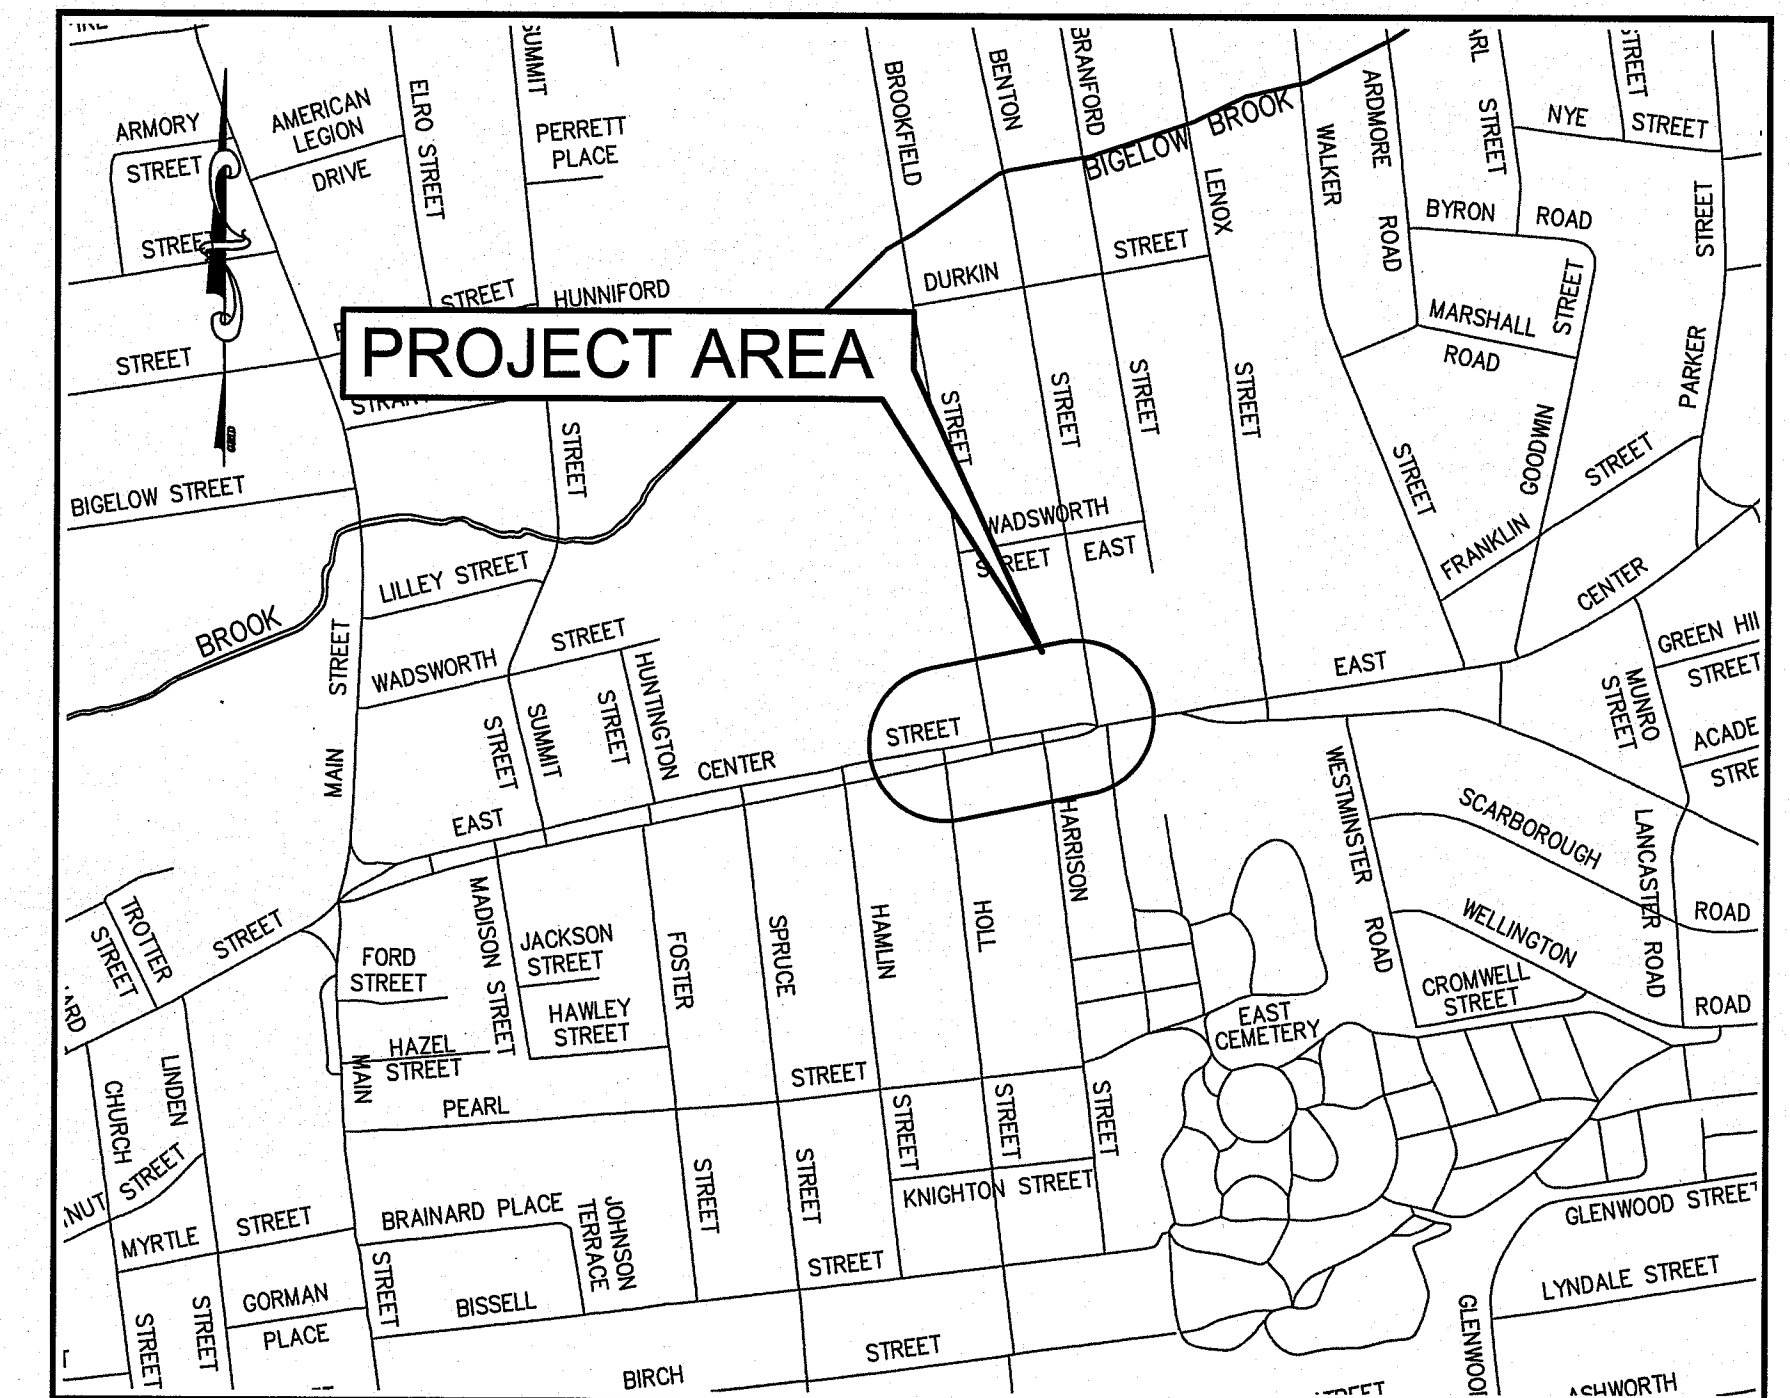 ARMORY
STREET
AMERICAN
LEGION
DRIVE
ELRO STREET
SUMMIT
PERRETT
PLACE
BROOKFIELD
BENTON
BRANFORD
BIGELOW BROOK
LENOX
WALKER
ARDMORE
ROAD
STREET
NYE
STREET
STREET
BYRON
ROAD
STREET
STREET
STREET
HUNNIFORD
DURKIN
STREET
MARSHALL
ROAD
STREET
PARKER
STREET
PROJECT AREA
STREET
STREET
STREET
STREET
STREET
STREET
GOODWIN
STREET
FRANKLIN
BIGELOW STREET
WADSWORTH
STREET
EAST
LILLEY STREET
CENTER
BROOK
STREET
WADSWORTH
STREET
HUNTINGTON
STREET
EAST
GREEN HIL
STREET
MUNRO
STREET
ACADE
STRE
STREET
SUMMIT
STREET
CENTER
MAIN
EAST
HARRISON
WESTMINSTER
ROAD
SCARBOROUGH
ROAD
LANCASTER ROAD
WELLINGTON
ROAD
TROTTER
STREET
STREET
FORD
STREET
MADISON STREET
JACKSON
STREET
HAWLEY
STREET
FOSTER
SPRUCE
HAMLIN
HOLL
CROMWELL
STREET
EAST
CEMETERY
ARD
HAZEL
STREET
MAIN
LINDEN
CHURCH
PEARL
STREET
STREET
STREET
STREET
NUT STREET
STREET
STREET
KNIGHTON STREET
MYRTLE
STREET
BRAINARD PLACE
JOHNSON
TERRACE
GLENWOOD STREET
STREET
STREET
LYNDALE STREET
GORMAN
PLACE
BISSELL
STREET
STREET
GLENWOO
BIRCH
STREET
STREET
ASHWORTH